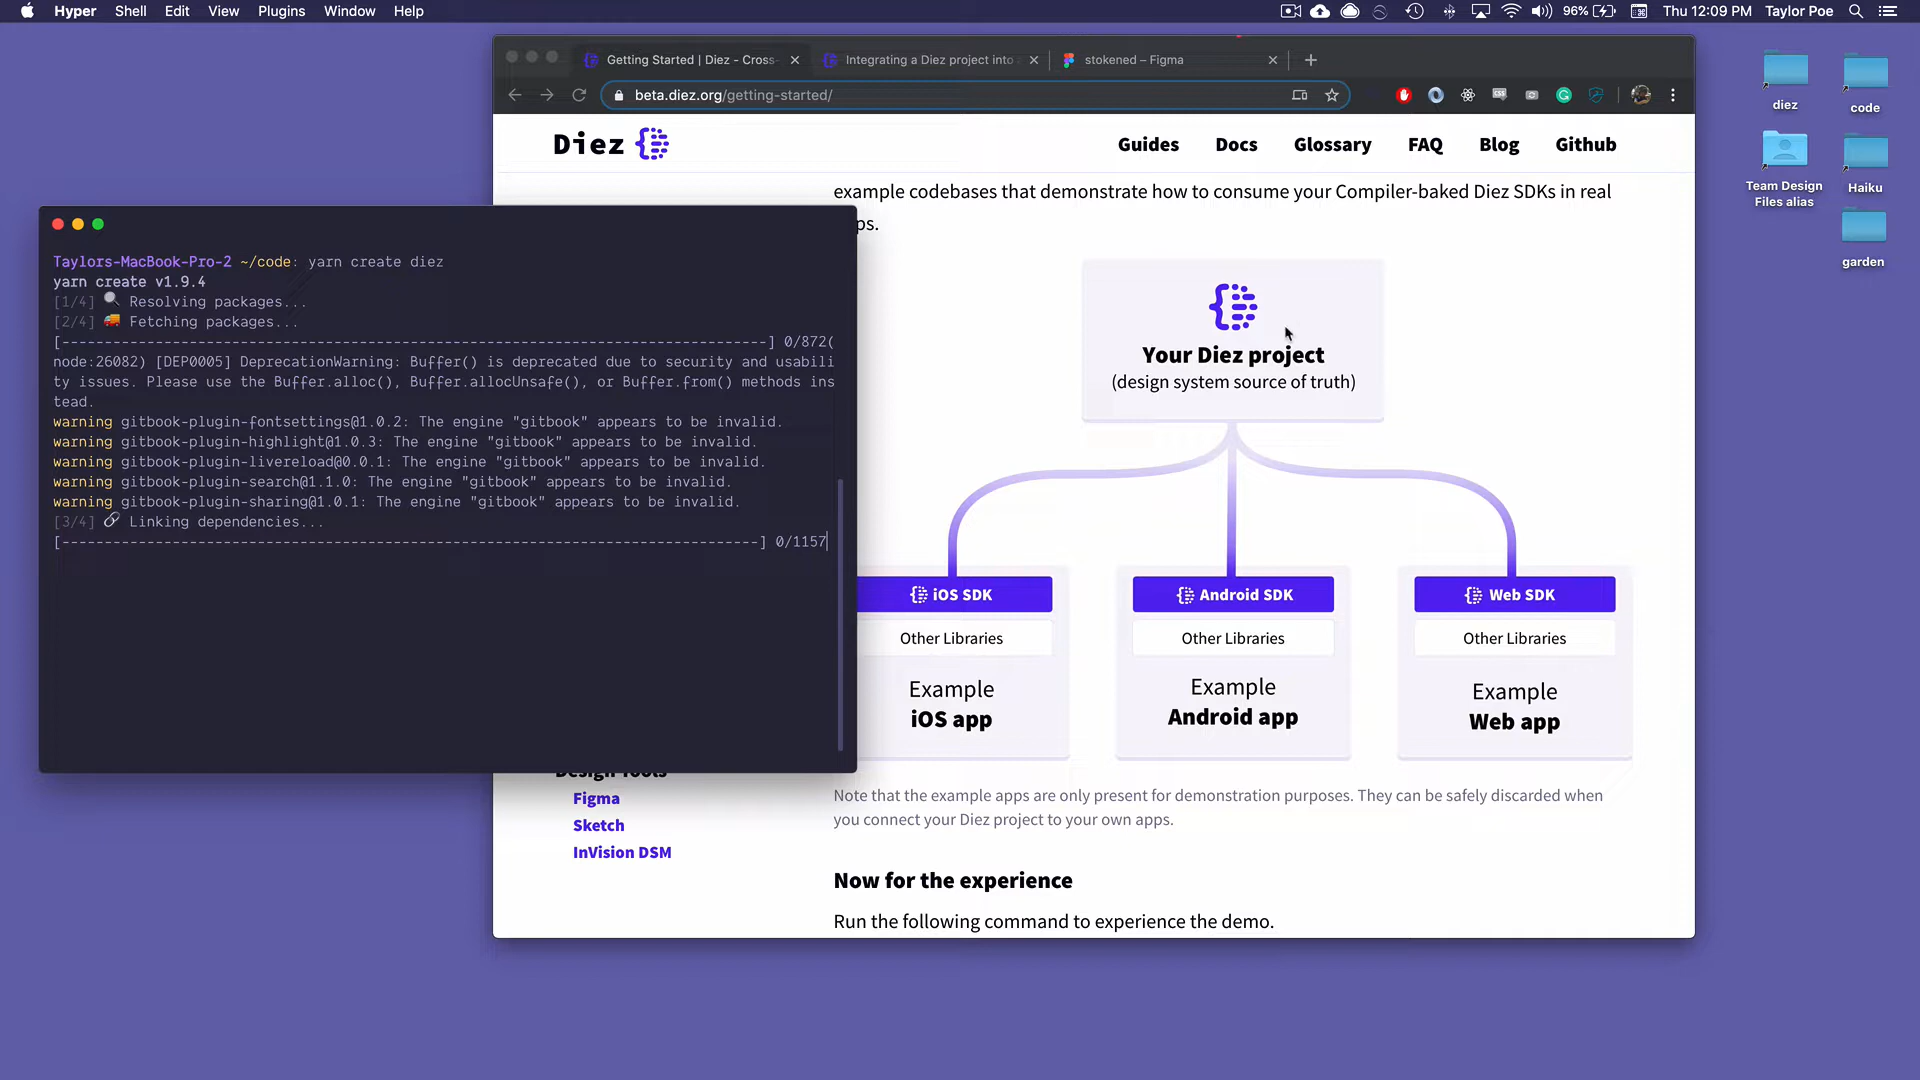 Hyper Shell Edit View Plugins Window Help
96% Thu 12:09 PM Taylor Poe
Getting Started | Diez - Cross-
Integrating a Diez project into
stokened – Figma
beta.diez.org/getting-started/
Diez
Guides Docs Glossary FAQ Blog Github
example codebases that demonstrate how to consume your Compiler-baked Diez SDKs in real
ps.
Your Diez project
(design system source of truth)
iOS SDK
Android SDK
Web SDK
Other Libraries
Other Libraries
Other Libraries
Example
iOS app
Example
Android app
Example
Web app
Note that the example apps are only present for demonstration purposes. They can be safely discarded when
you connect your Diez project to your own apps.
Now for the experience
Run the following command to experience the demo.
Design Tools
Figma
Sketch
InVision DSM
Taylors-MacBook-Pro-2 ~/code: yarn create diez
yarn create v1.9.4
[1/4] Resolving packages...
[2/4] Fetching packages...
[-----------------------------------------------------------------------------------] 0/872(
node:26082) [DEP0005] DeprecationWarning: Buffer() is deprecated due to security and usabili
ty issues. Please use the Buffer.alloc(), Buffer.allocUnsafe(), or Buffer.from() methods ins
tead.
warning gitbook-plugin-fontsettings@1.0.2: The engine "gitbook" appears to be invalid.
warning gitbook-plugin-highlight@1.0.3: The engine "gitbook" appears to be invalid.
warning gitbook-plugin-livereload@0.0.1: The engine "gitbook" appears to be invalid.
warning gitbook-plugin-search@1.1.0: The engine "gitbook" appears to be invalid.
warning gitbook-plugin-sharing@1.0.1: The engine "gitbook" appears to be invalid.
[3/4] Linking dependencies...
[----------------------------------------------------------------------------------] 0/1157
diez
code
Team Design
Files alias
Haiku
garden